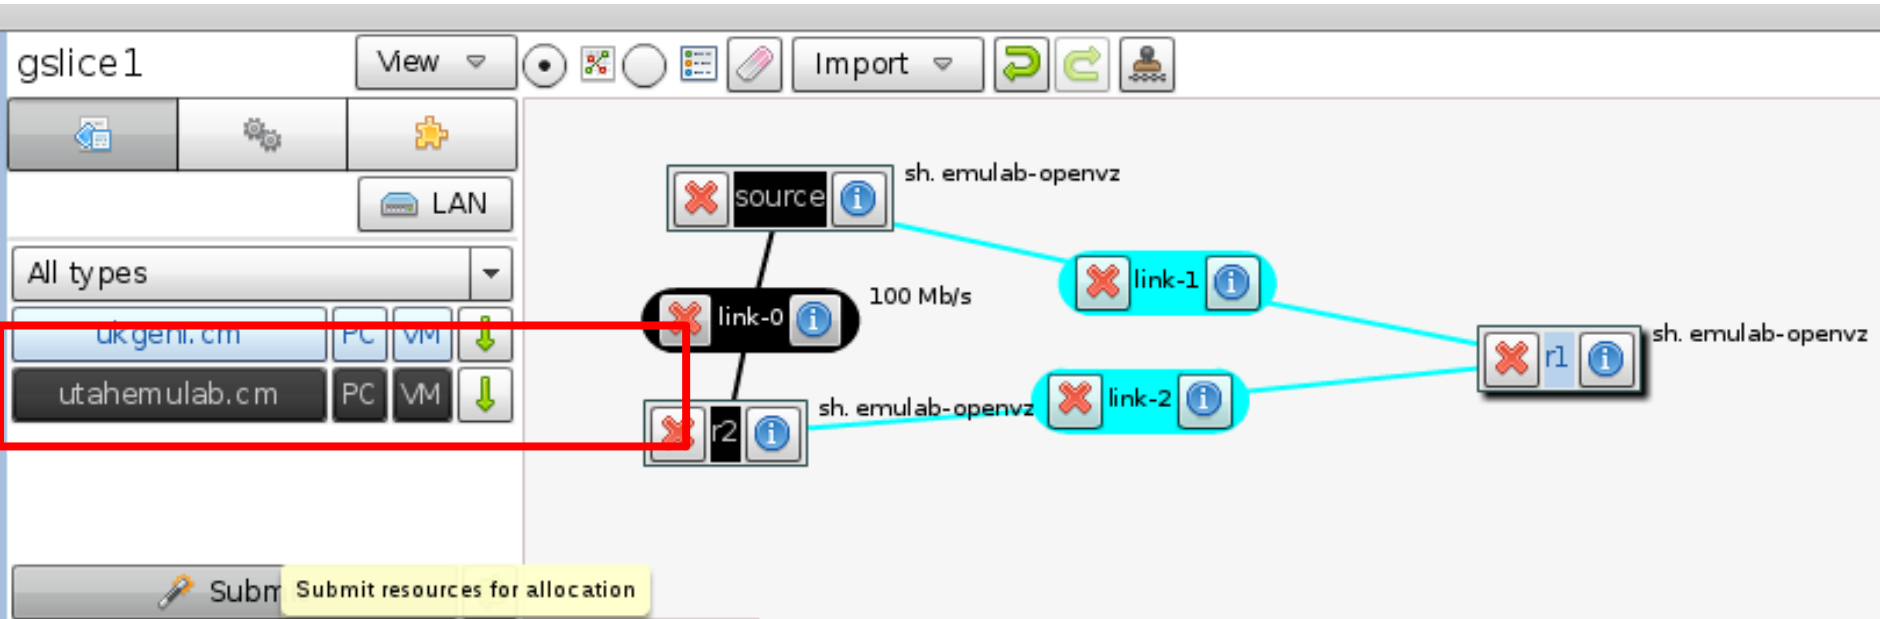 gslice1
View
Import
LAN
All types
ukgeni.cm PC VM
utahemulab.cm PC VM
Subm
Submit resources for allocation
source
sh. emulab-openvz
link-1
link-0
100 Mb/s
r1
sh. emulab-openvz
link-2
r2
sh. emulab-openvz